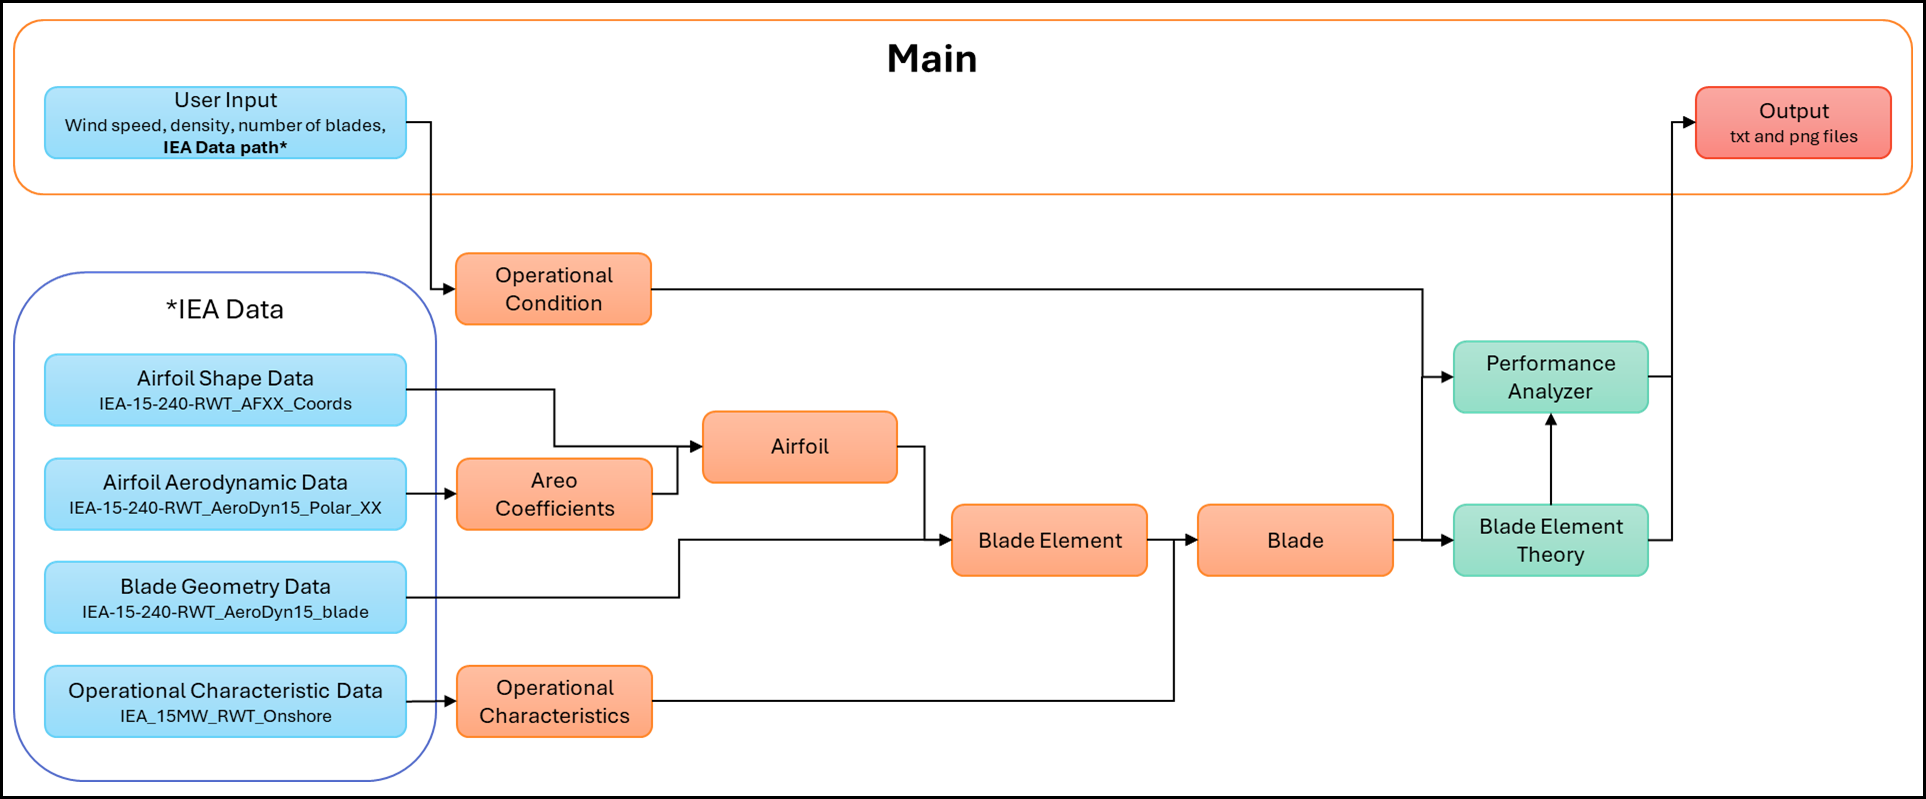 Main
User Input
Wind speed, density, number of blades,
IEA Data path*
Output
txt and png files
Operational
Condition
*IEA Data
Airfoil Shape Data
IEA-15-240-RWT_AFXX_Coords
Performance
Analyzer
Airfoil
Airfoil Aerodynamic Data
IEA-15-240-RWT_AeroDyn15_Polar_XX
Areo
Coefficients
Blade Element
Blade
Blade Element
Theory
Blade Geometry Data
IEA-15-240-RWT_AeroDyn15_blade
Operational Characteristic Data
IEA_15MW_RWT_Onshore
Operational
Characteristics